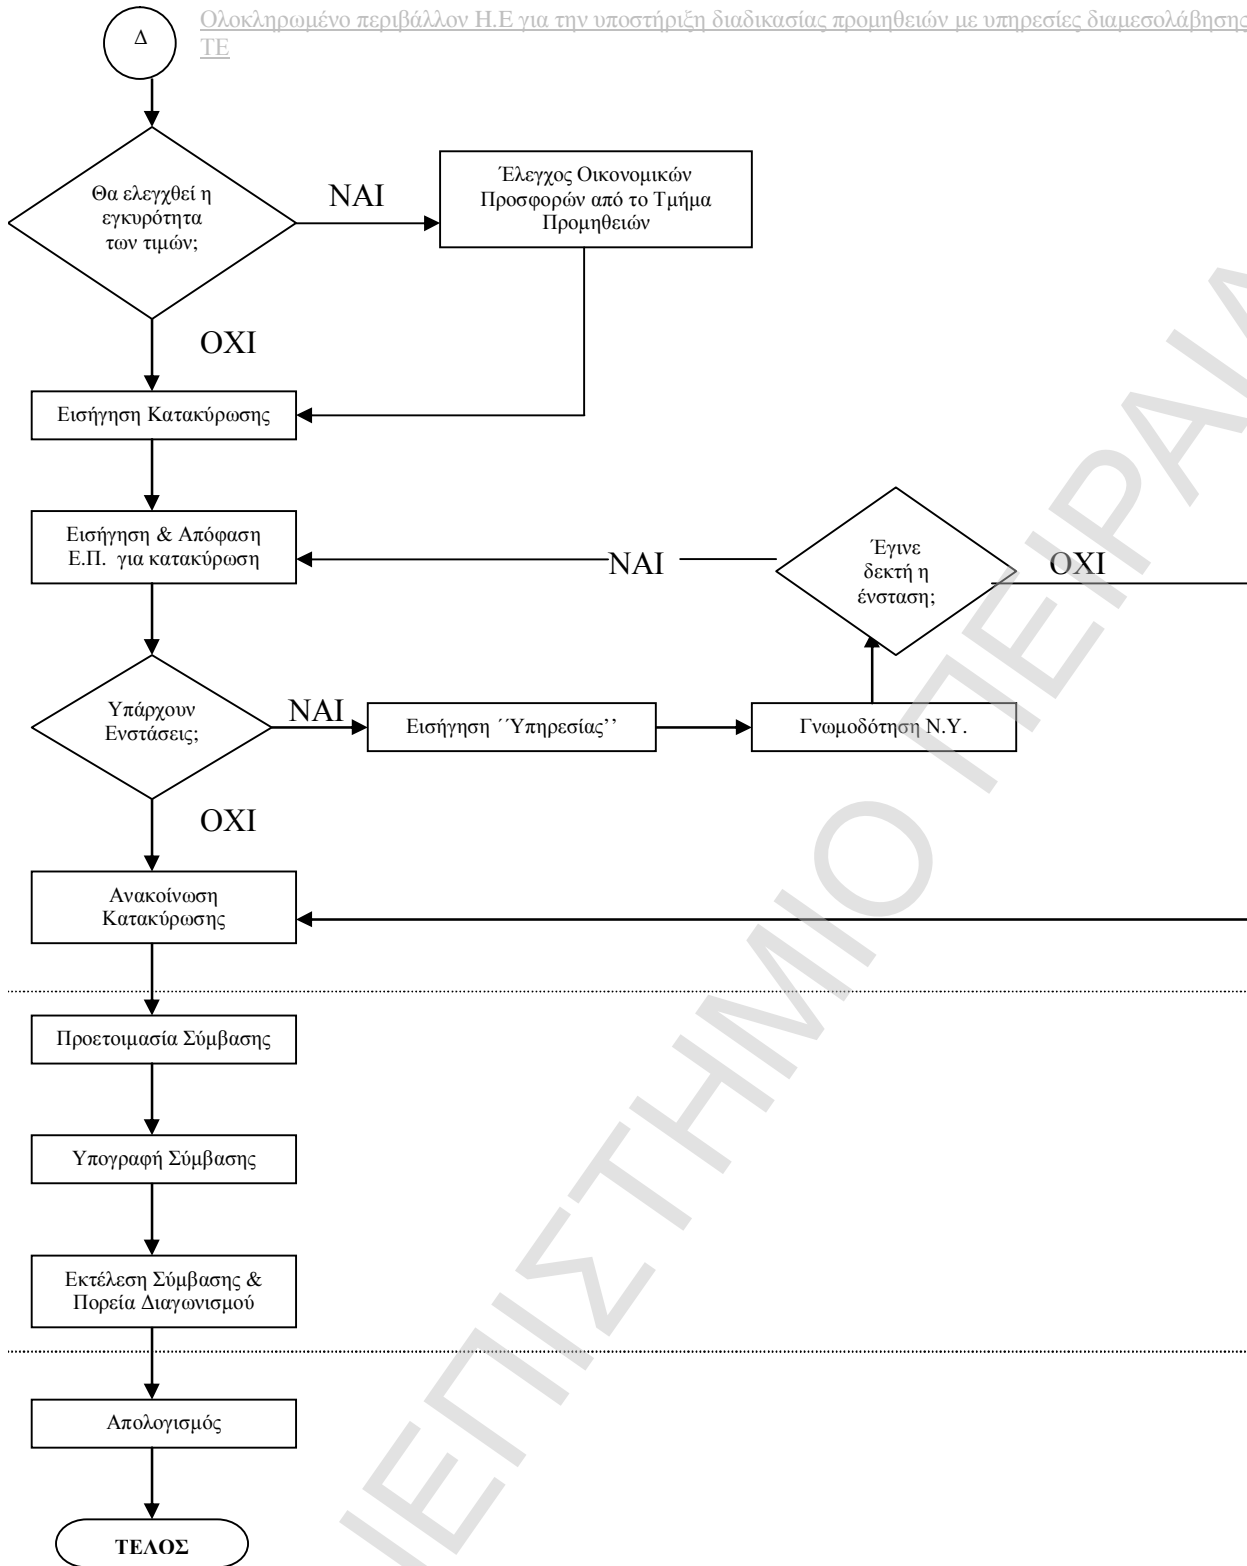 Ολοκληρωμένο περιβάλλον Η.Ε για την υποστήριξη διαδικασίας προμηθειών με υπηρεσίες διαμεσολάβησης
ΤΕ
Δ
Θα ελεγχθεί η
εγκυρότητα
των τιμών;
ΝΑΙ
Έλεγχος Οικονομικών
Προσφορών από το Τμήμα
Προμηθειών
ΟΧΙ
Εισήγηση Κατακύρωσης
Εισήγηση & Απόφαση
Ε.Π. για κατακύρωση
ΝΑΙ
Έγινε
δεκτή η
ένσταση;
ΟΧΙ
Υπάρχουν
Ενστάσεις;
ΝΑΙ
Εισήγηση ΄΄Υπηρεσίας’’
Γνωμοδότηση Ν.Υ.
ΟΧΙ
Ανακοίνωση
Κατακύρωσης
Προετοιμασία Σύμβασης
Υπογραφή Σύμβασης
Εκτέλεση Σύμβασης &
Πορεία Διαγωνισμού
Απολογισμός
ΤΕΛΟΣ